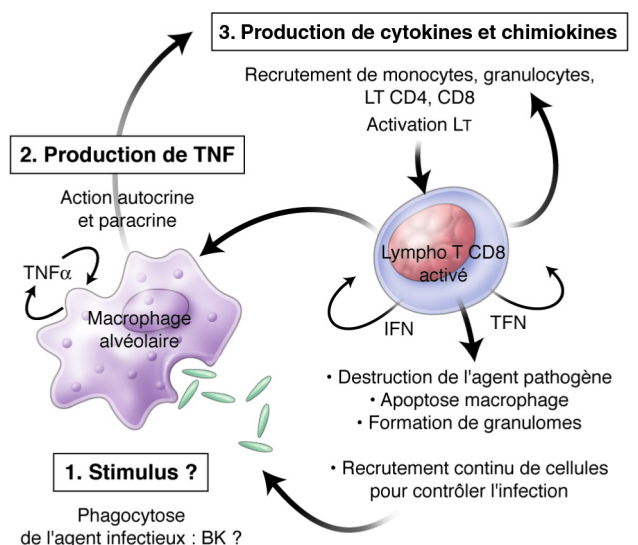 3. Production de cytokines et chimiokines
Recrutement de monocytes, granulocytes,
LT CD4, CD8
Activation LT
2. Production de TNF
Action autocrine
et paracrine
TNFα
Macrophage
alvéolaire
Lympho T CD8
activé
IFN
TFN
• Destruction de l'agent pathogène
• Apoptose macrophage
• Formation de granulomes
• Recrutement continu de cellules
pour contrôler l'infection
1. Stimulus ?
Phagocytose
de l'agent infectieux : BK ?